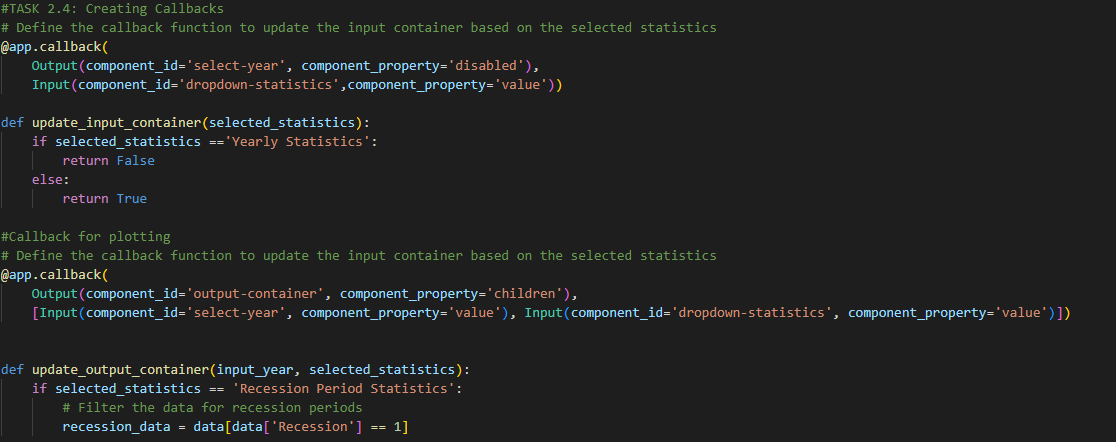 #TASK 2.4: Creating Callbacks
# Define the callback function to update the input container based on the selected statistics
@app.callback(
    Output(component_id='select-year', component_property='disabled'),
    Input(component_id='dropdown-statistics',component_property='value'))
def update_input_container(selected_statistics):
    if selected_statistics =='Yearly Statistics':
        return False
    else:
        return True
#Callback for plotting
# Define the callback function to update the input container based on the selected statistics
@app.callback(
    Output(component_id='output-container', component_property='children'),
    [Input(component_id='select-year', component_property='value'), Input(component_id='dropdown-statistics', component_property='value')])
def update_output_container(input_year, selected_statistics):
    if selected_statistics == 'Recession Period Statistics':
        # Filter the data for recession periods
        recession_data = data[data['Recession'] == 1]